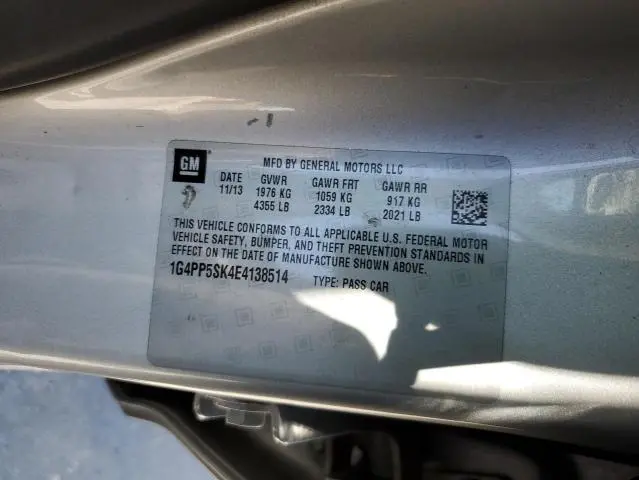 GM
MFD BY GENERAL MOTORS LLC
DATE GVWR GAWR FRT GAWR RR
11/13 1976 KG 1059 KG 917 KG
4355 LB 2334 LB 2021 LB
THIS VEHICLE CONFORMS TO ALL APPLICABLE U.S. FEDERAL MOTOR
VEHICLE SAFETY, BUMPER, AND THEFT PREVENTION STANDARDS IN
EFFECT ON THE DATE OF MANUFACTURE SHOWN ABOVE.
1G4PP5SK4E4138514 TYPE: PASS CAR